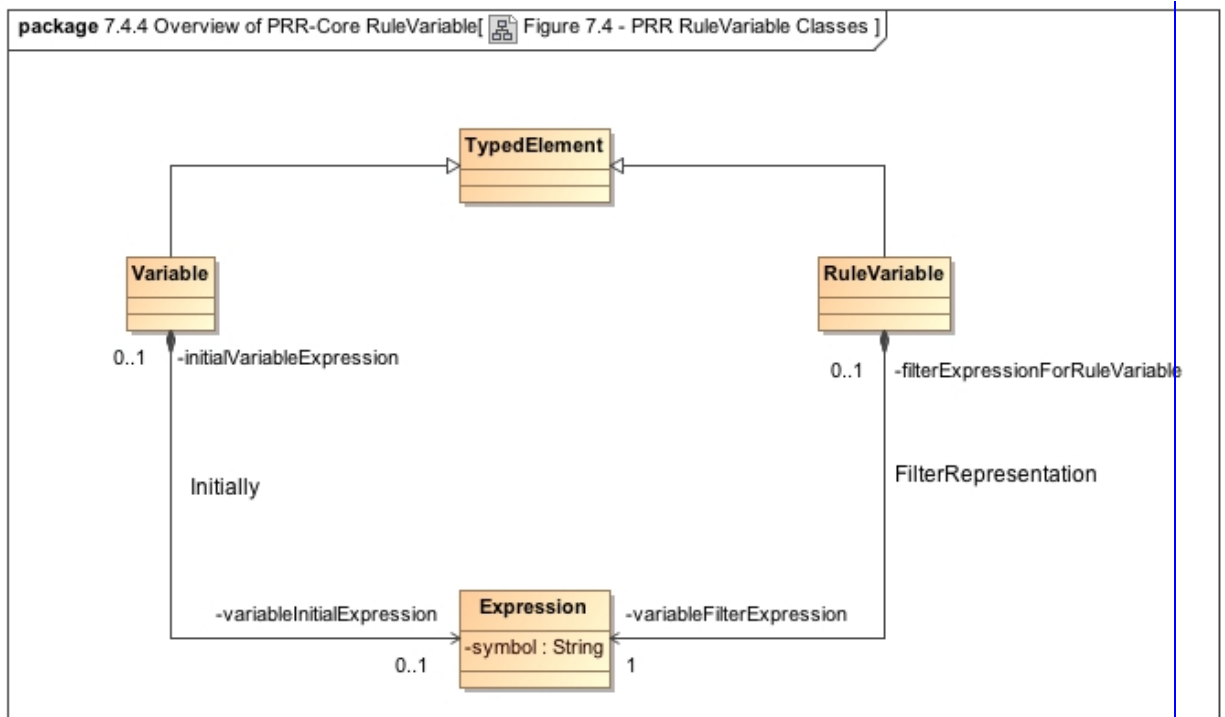 package 7.4.4 Overview of PRR-Core RuleVariable[ Figure 7.4 - PRR RuleVariable Classes ]
TypedElement
Variable
RuleVariable
0..1
-initialVariableExpression
0..1
-filterExpressionForRuleVariable
Initially
FilterRepresentation
-variableInitialExpression
Expression
-variableFilterExpression
-symbol : String
0..1
1